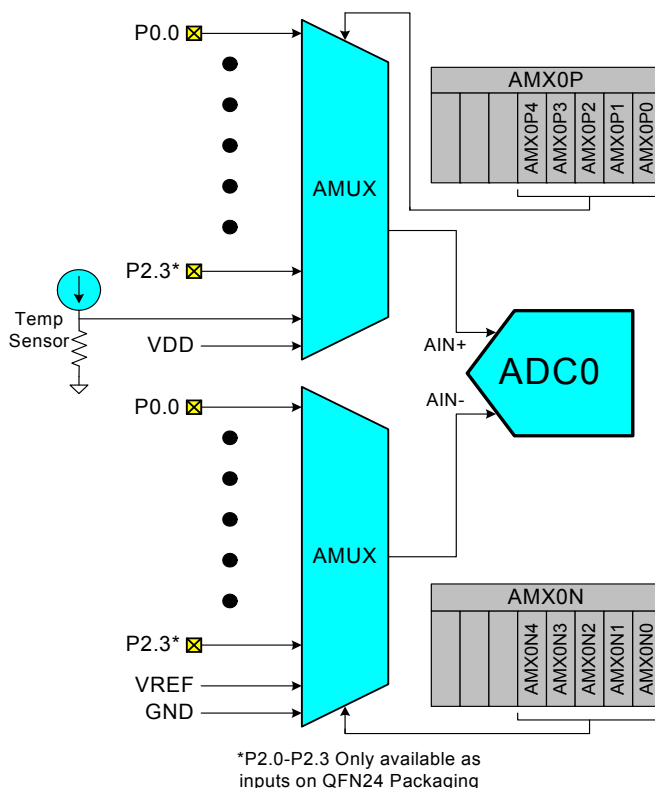 P0.0
AMX0P
AMX0P4
AMX0P3
AMX0P2
AMX0P1
AMX0P0
AMUX
P2.3*
Temp
Sensor
VDD
AIN+
ADC0
AIN-
P0.0
AMUX
AMX0N
AMX0N4
AMX0N3
AMX0N2
AMX0N1
AMX0N0
P2.3*
VREF
GND
*P2.0-P2.3 Only available as
inputs on QFN24 Packaging